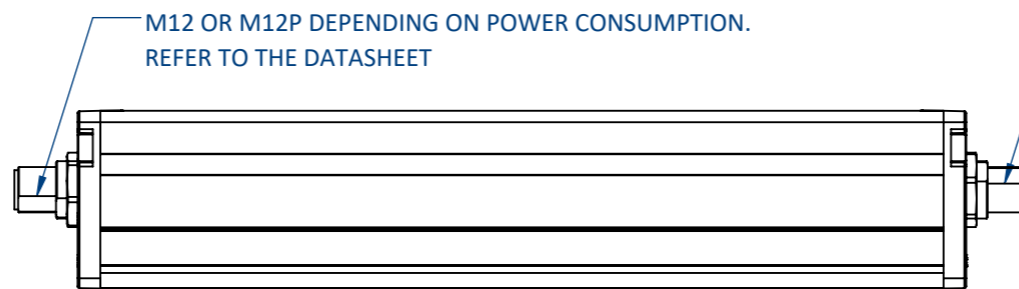 M12 OR M12P DEPENDING ON POWER CONSUMPTION.
REFER TO THE DATASHEET